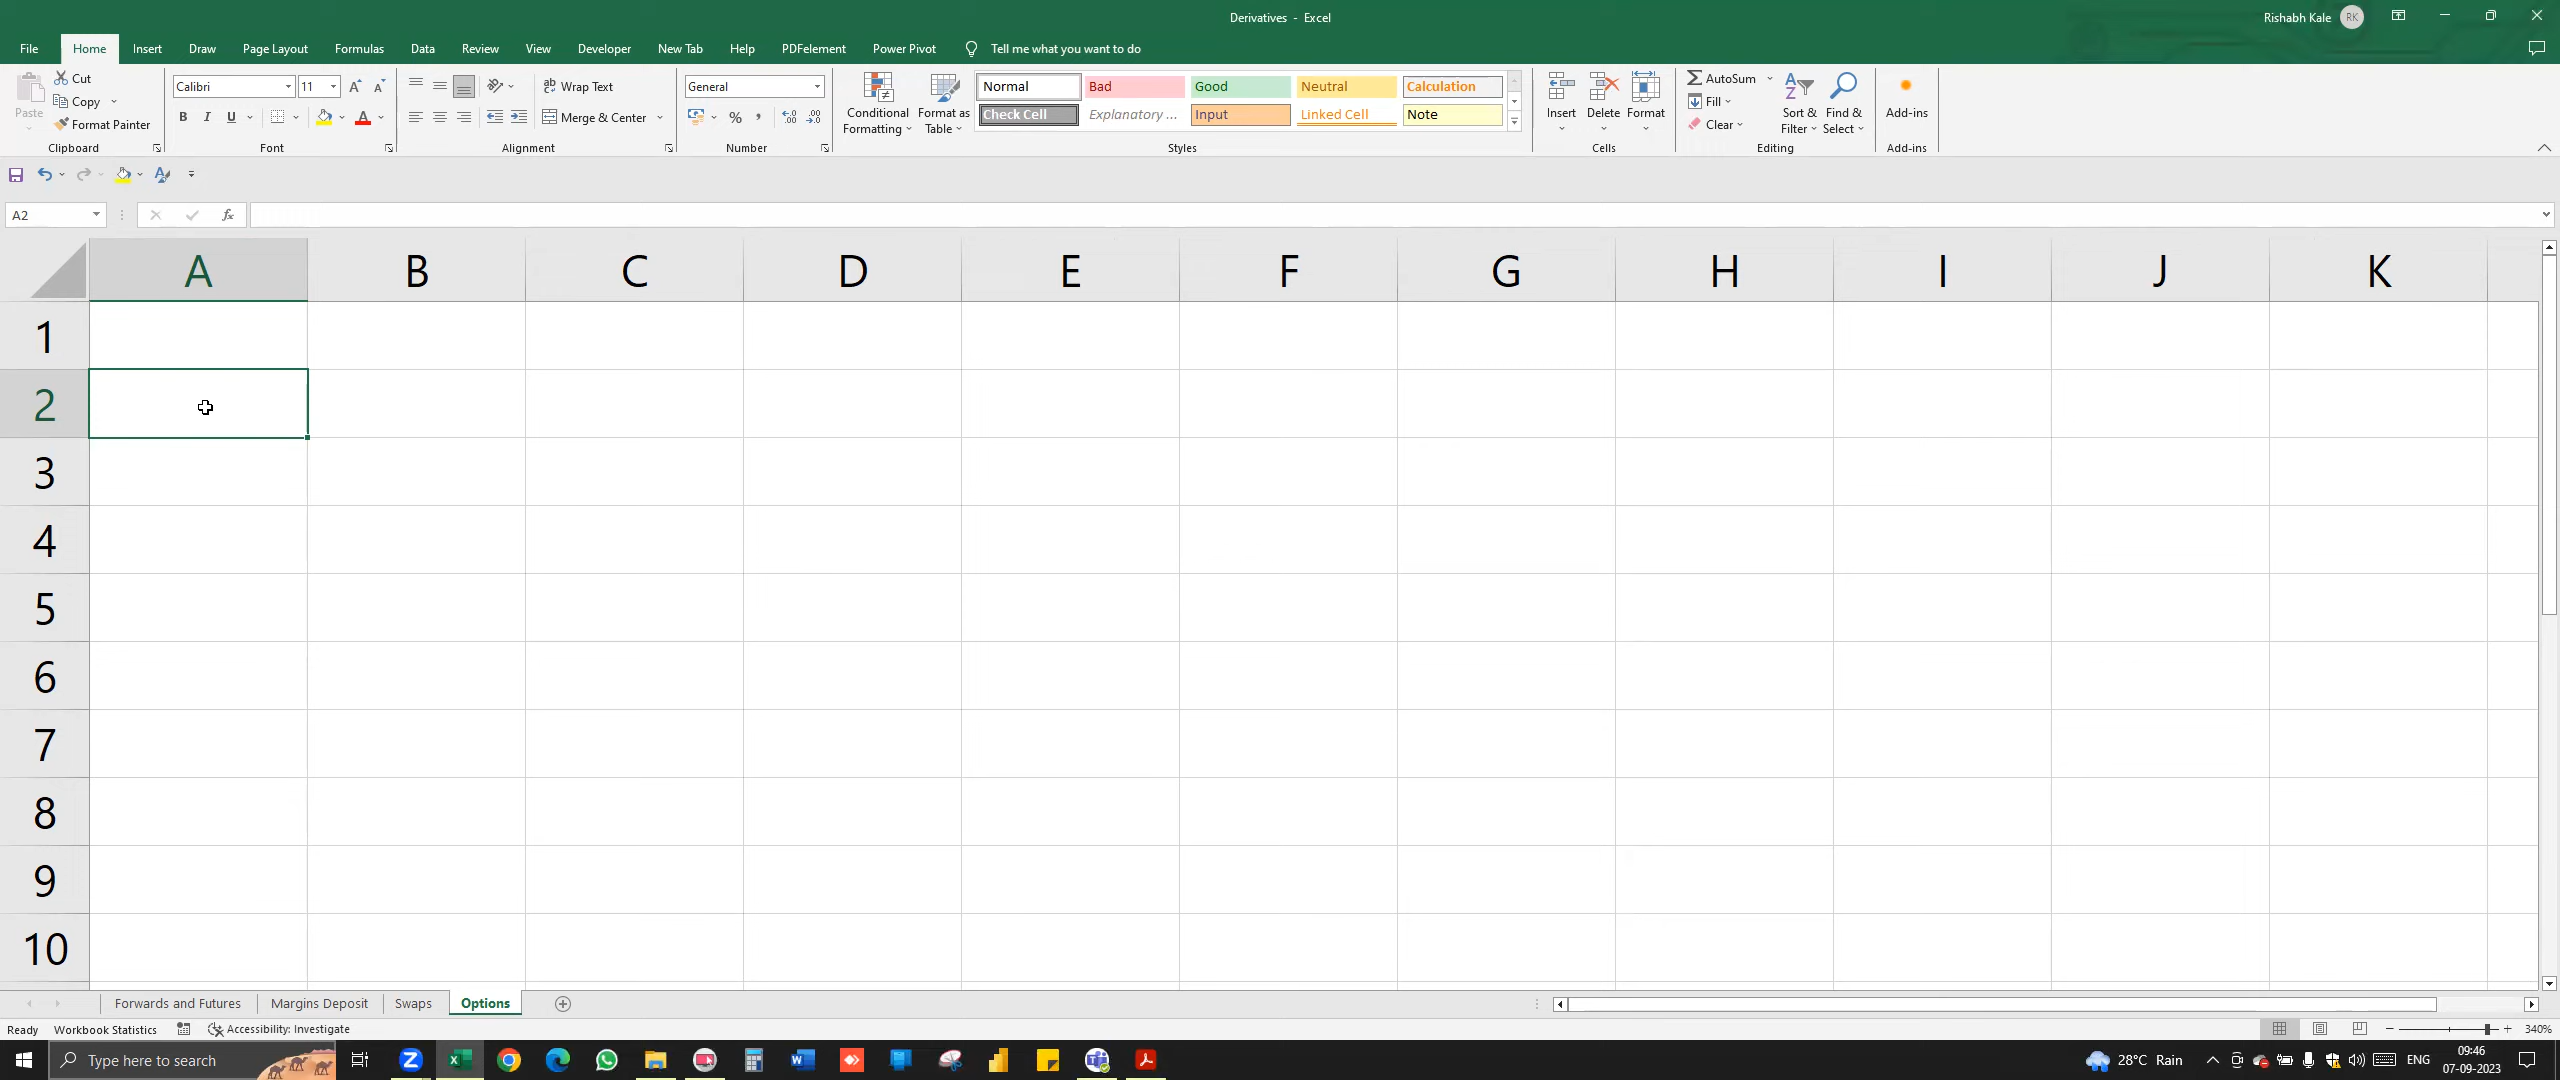 Derivatives - Excel
Rishabh Kale RK
File Home Insert Draw Page Layout Formulas Data Review View Developer New Tab Help PDFelement Power Pivot Tell me what you want to do
Paste
Cut
Copy
Format Painter
Clipboard
Calibri 11
B I U
Font
Wrap Text
Merge & Center
Alignment
General
% ,
Number
Conditional Formatting
Format as Table
Normal Bad Good Neutral Calculation
Check Cell Explanatory ... Input Linked Cell Note
Styles
Insert Delete Format
Cells
AutoSum
Fill
Clear
Sort & Filter
Find & Select
Editing
Add-ins
Add-ins
A2 fx
A B C D E F G H I J K
1
2
3
4
5
6
7
8
9
10
Forwards and Futures Margins Deposit Swaps Options
Ready Workbook Statistics Accessibility: Investigate 340%
Type here to search 28°C Rain ENG 09:46
07-09-2023